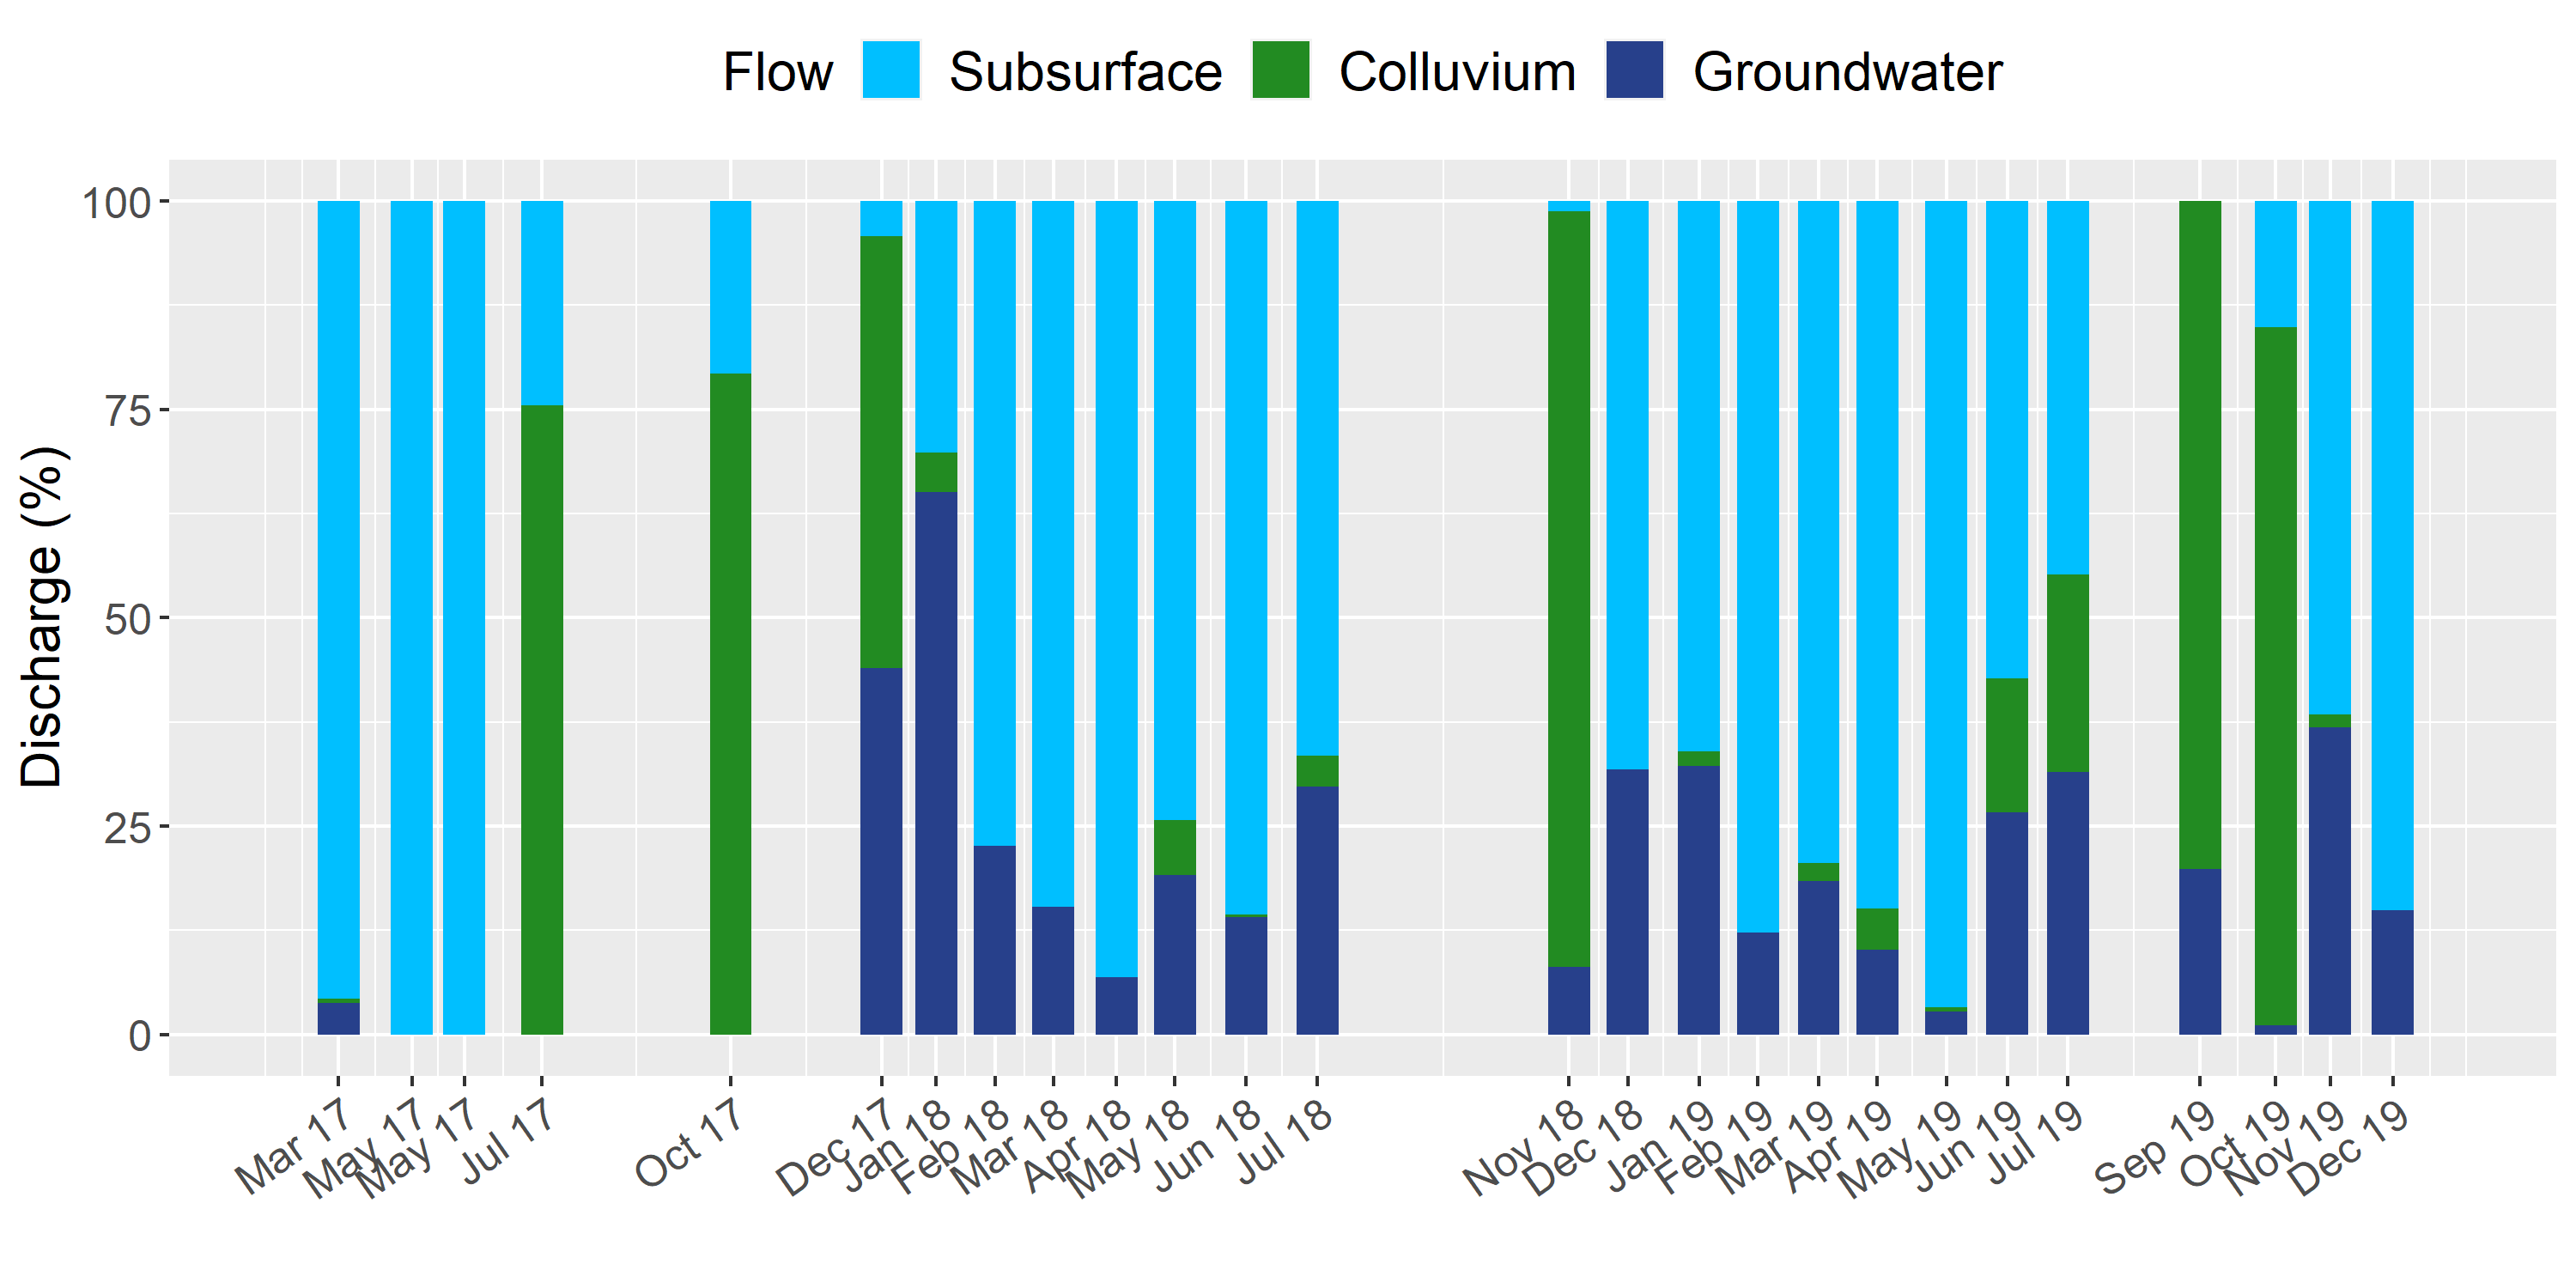 Flow Subsurface Colluvium Groundwater
Discharge (%)
100
75
50
25
0
Mar 17
May 17
May 17
Jul 17
Oct 17
Dec 17
Jan 18
Feb 18
Mar 18
Apr 18
May 18
Jun 18
Jul 18
Nov 18
Dec 18
Jan 19
Feb 19
Mar 19
Apr 19
May 19
Jun 19
Jul 19
Sep 19
Oct 19
Nov 19
Dec 19